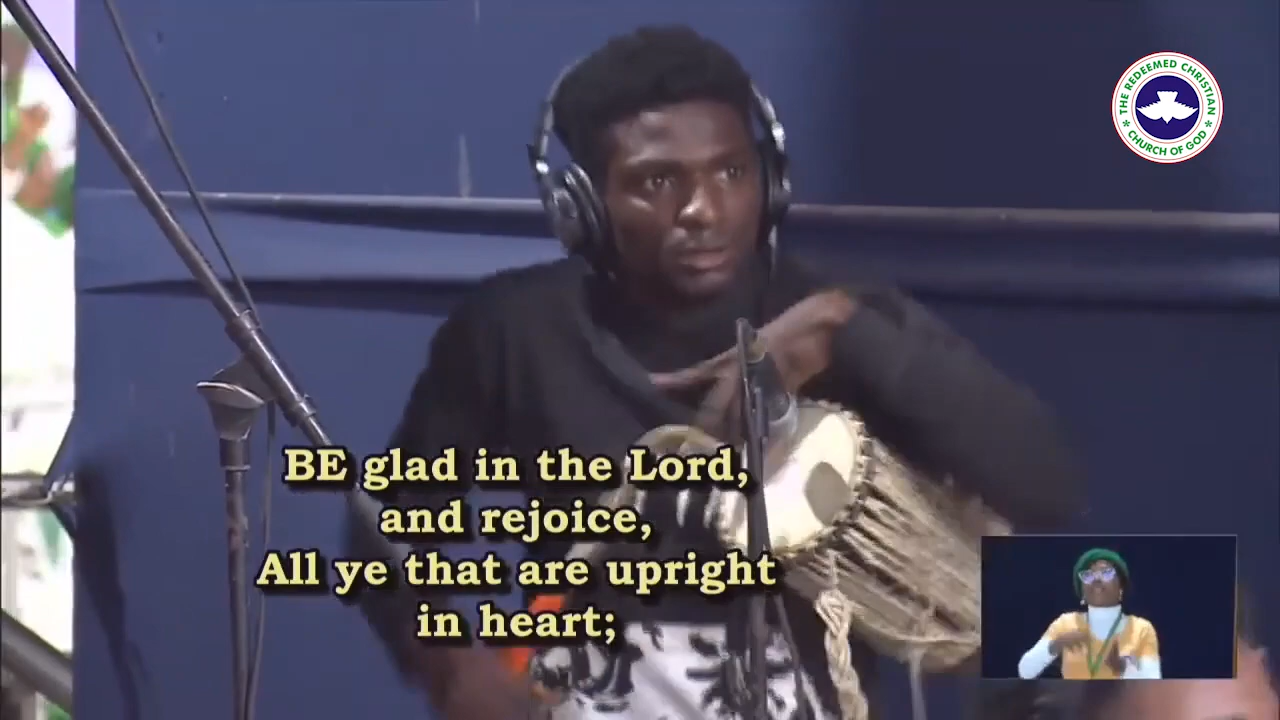 THE REDEEMED CHRISTIAN
CHURCH OF GOD
BE glad in the Lord,
and rejoice,
All ye that are upright
in heart;